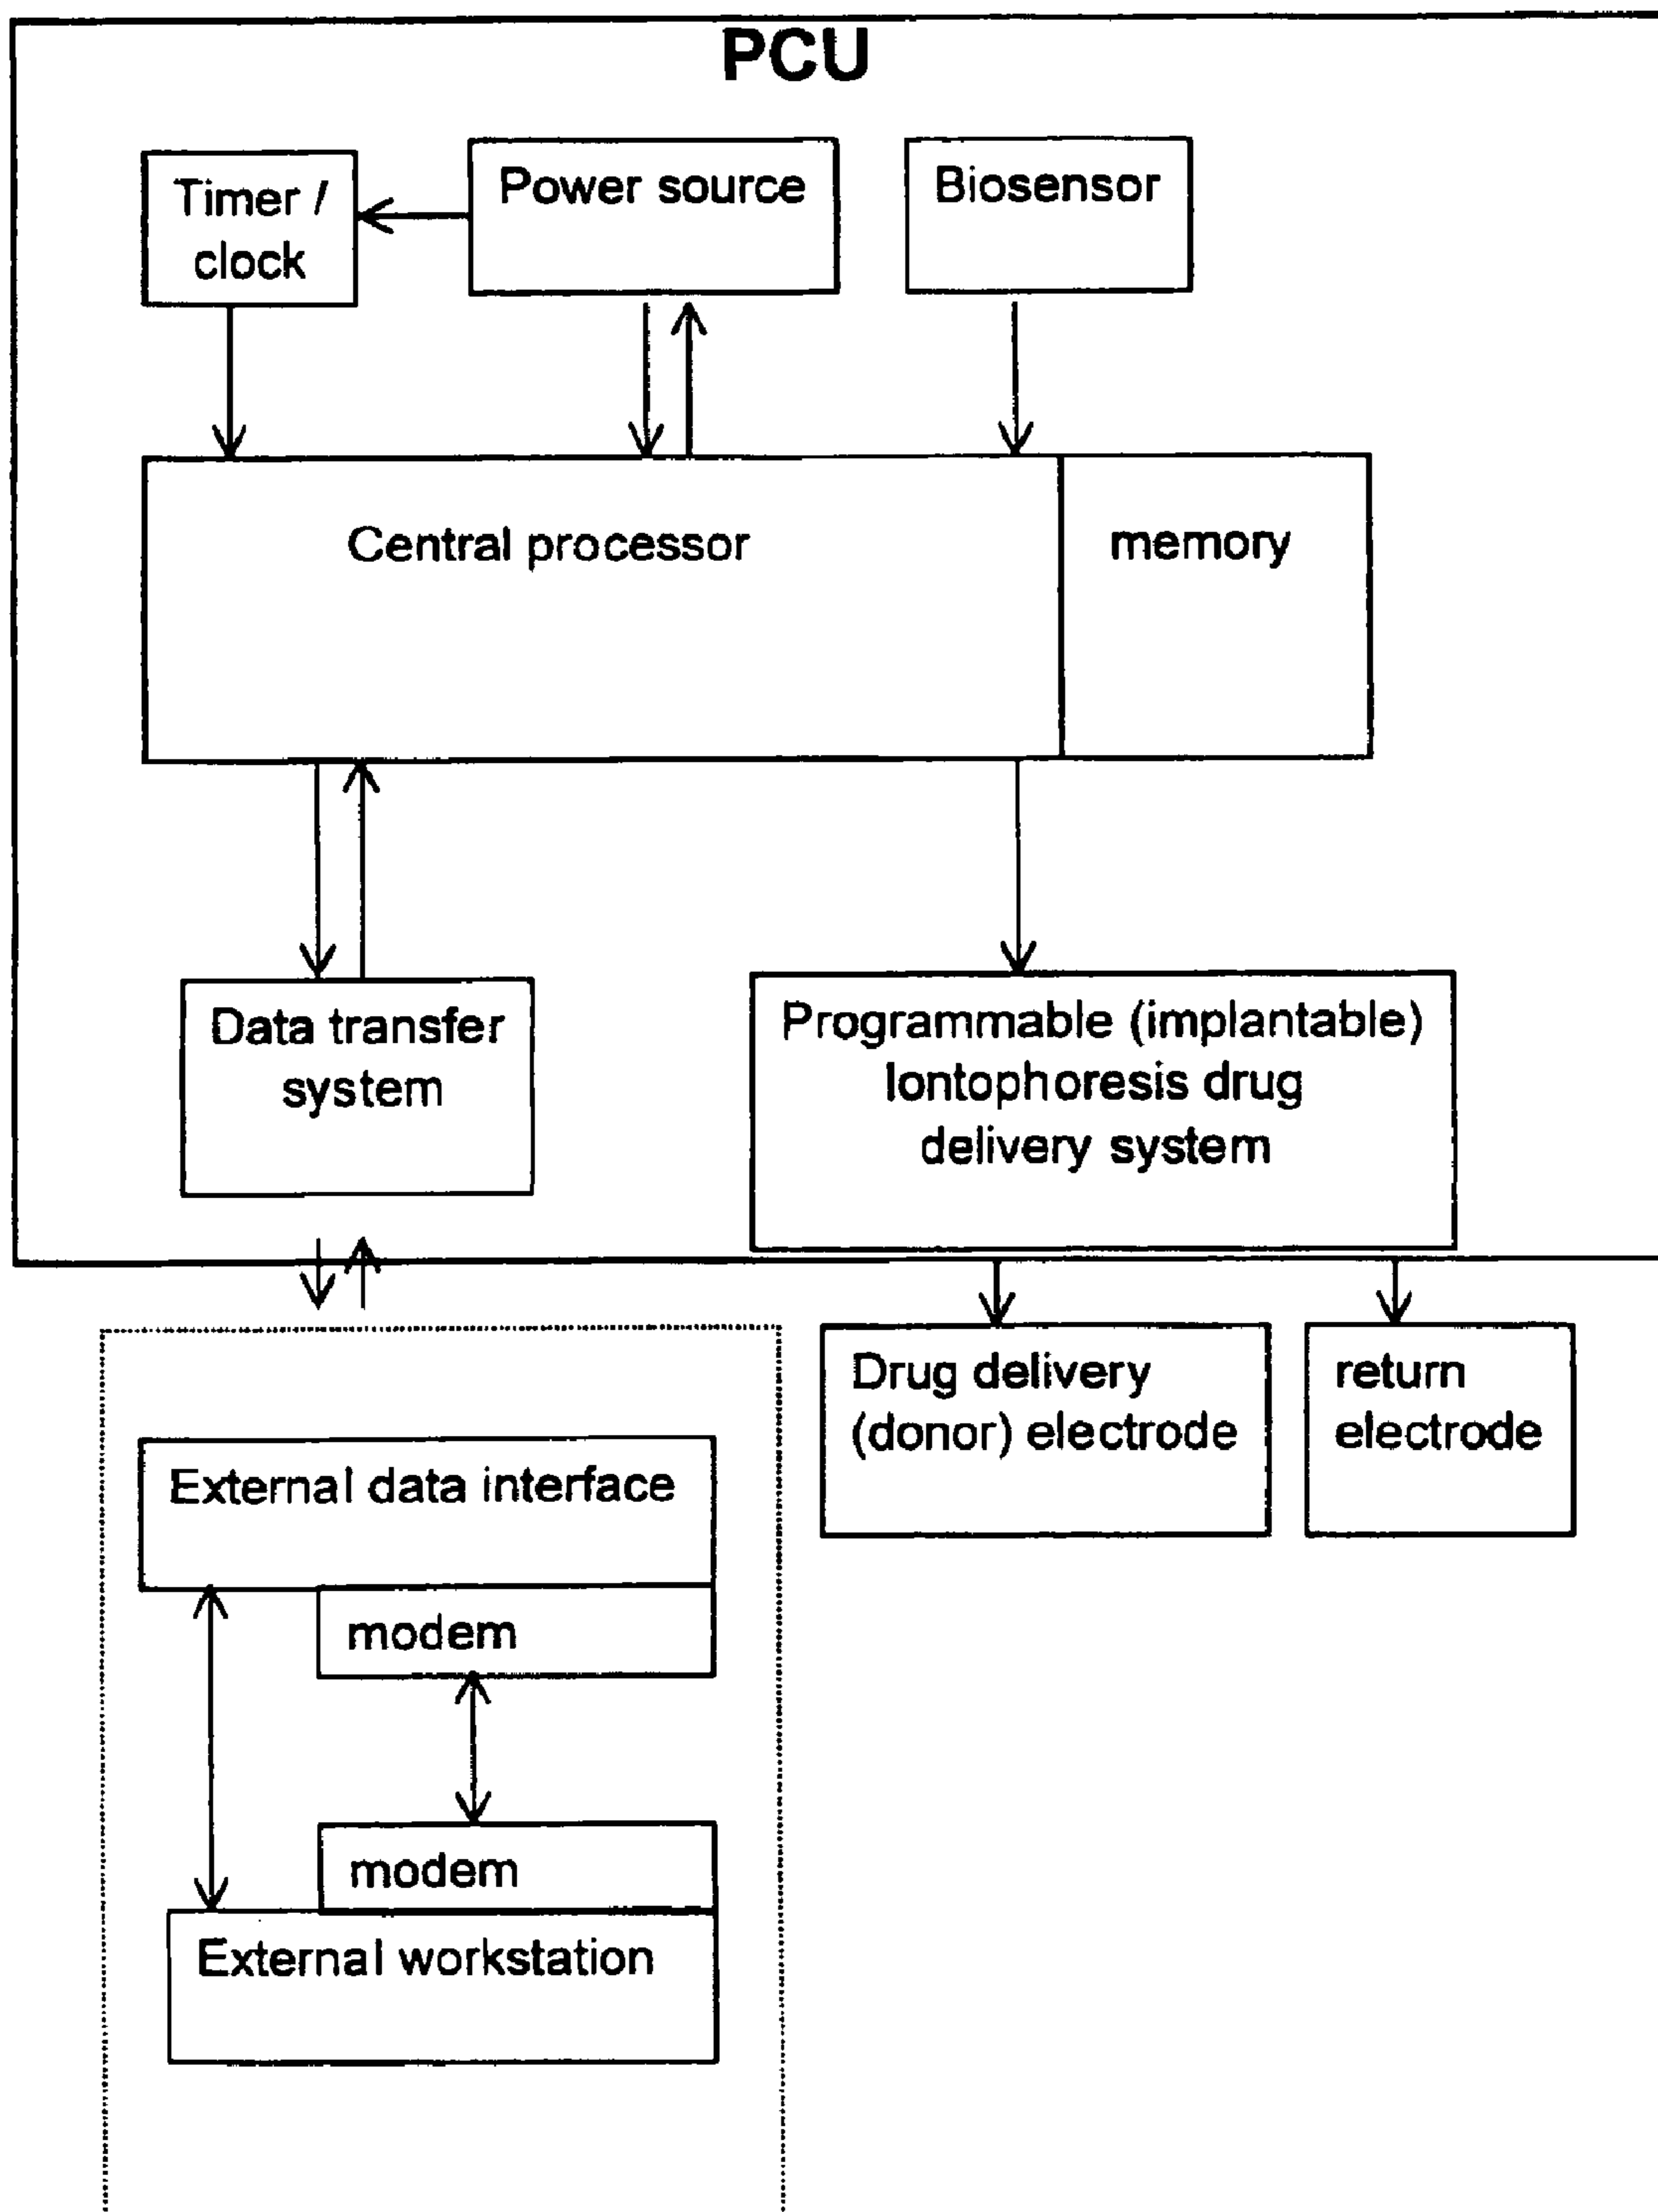 PCU
Timer /
clock
Power source
Biosensor
Central processor
memory
Data transfer
system
Programmable (implantable)
Iontophoresis drug
delivery system
Drug delivery
(donor) electrode
return
electrode
External data interface
modem
modem
External workstation